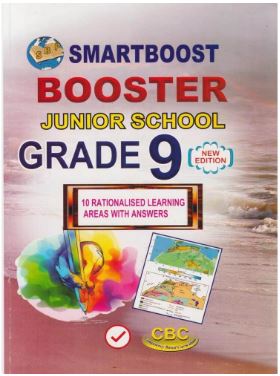 SMARTBOOST
BOOSTER
JUNIOR SCHOOL
GRADE 9
NEW
EDITION
10 RATIONALISED LEARNING
AREAS WITH ANSWERS
CBC